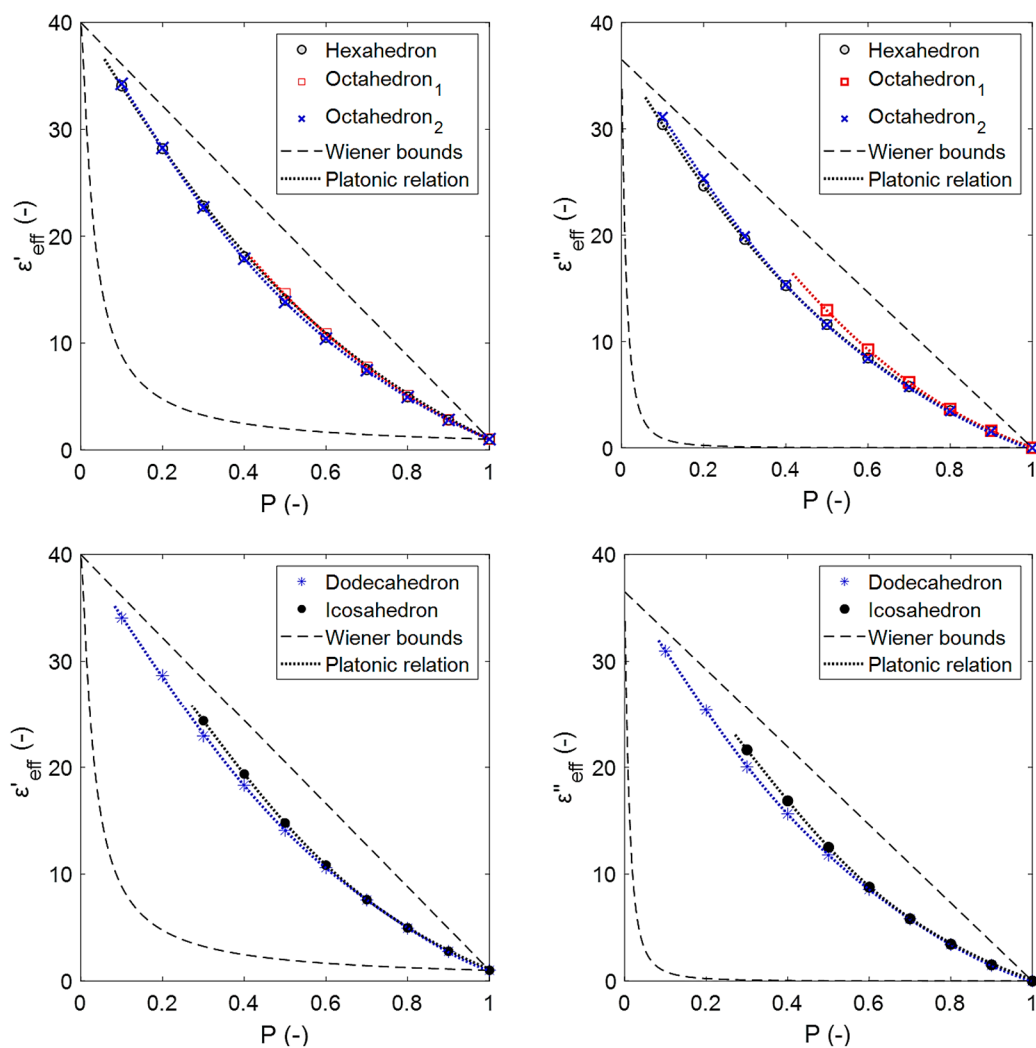 40
30
20
10
0
ε'eff (-)
0
0.2
0.4
0.6
0.8
1
P (-)
Hexahedron
Octahedron1
Octahedron2
Wiener bounds
Platonic relation
40
30
20
10
0
ε"eff (-)
0
0.2
0.4
0.6
0.8
1
P (-)
Hexahedron
Octahedron1
Octahedron2
Wiener bounds
Platonic relation
40
30
20
10
0
ε'eff (-)
0
0.2
0.4
0.6
0.8
1
P (-)
Dodecahedron
Icosahedron
Wiener bounds
Platonic relation
40
30
20
10
0
ε"eff (-)
0
0.2
0.4
0.6
0.8
1
P (-)
Dodecahedron
Icosahedron
Wiener bounds
Platonic relation